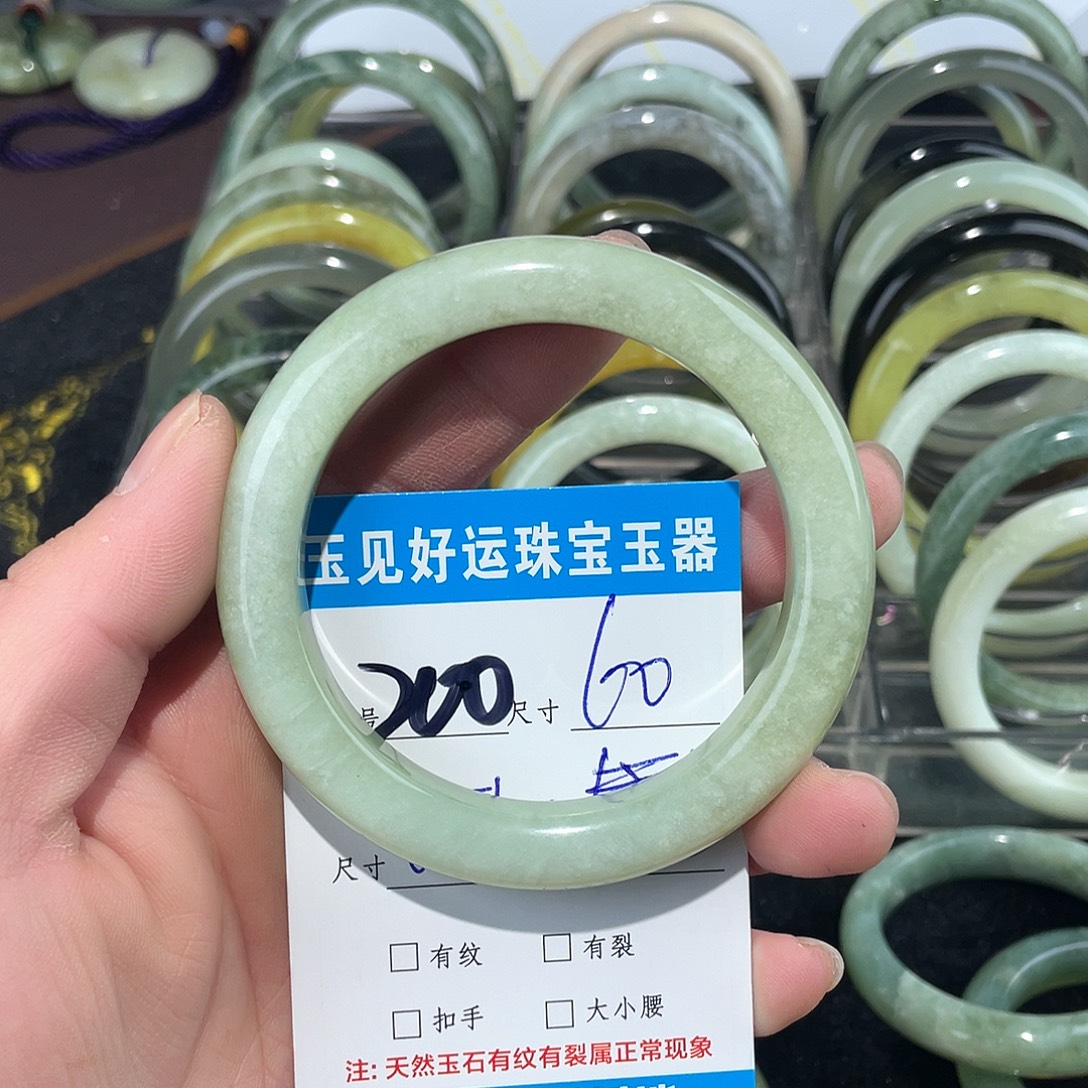 玉见好运珠宝玉器
号 200 尺寸 60
尺寸
□ 有纹 □ 有裂
□ 扣手 □ 大小腰
注: 天然玉石有纹有裂属正常现象